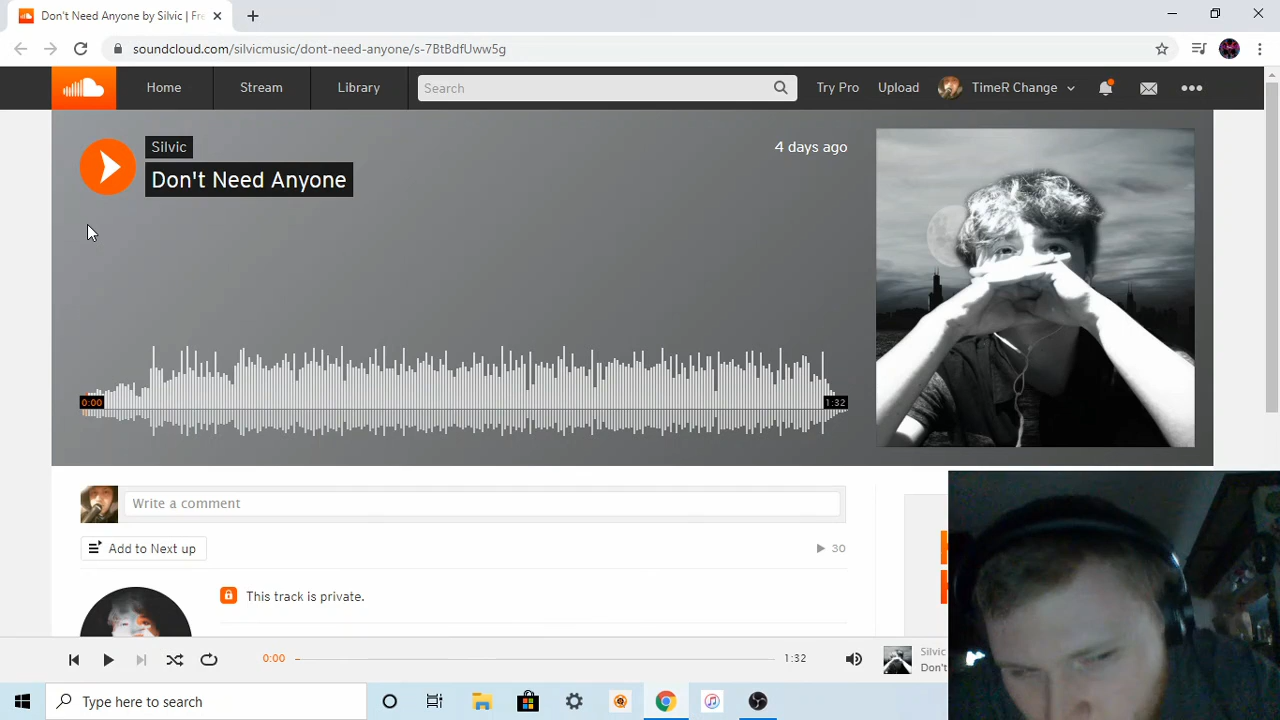 Don't Need Anyone by Silvic | Fre
soundcloud.com/silvicmusic/dont-need-anyone/s-7BtBdfUww5g
Home Stream Library Search Try Pro Upload TimeR Change
Silvic
4 days ago
Don't Need Anyone
0:00
1:32
Write a comment
Add to Next up
30
This track is private.
0:00
1:32
Silvic
Don't
Type here to search